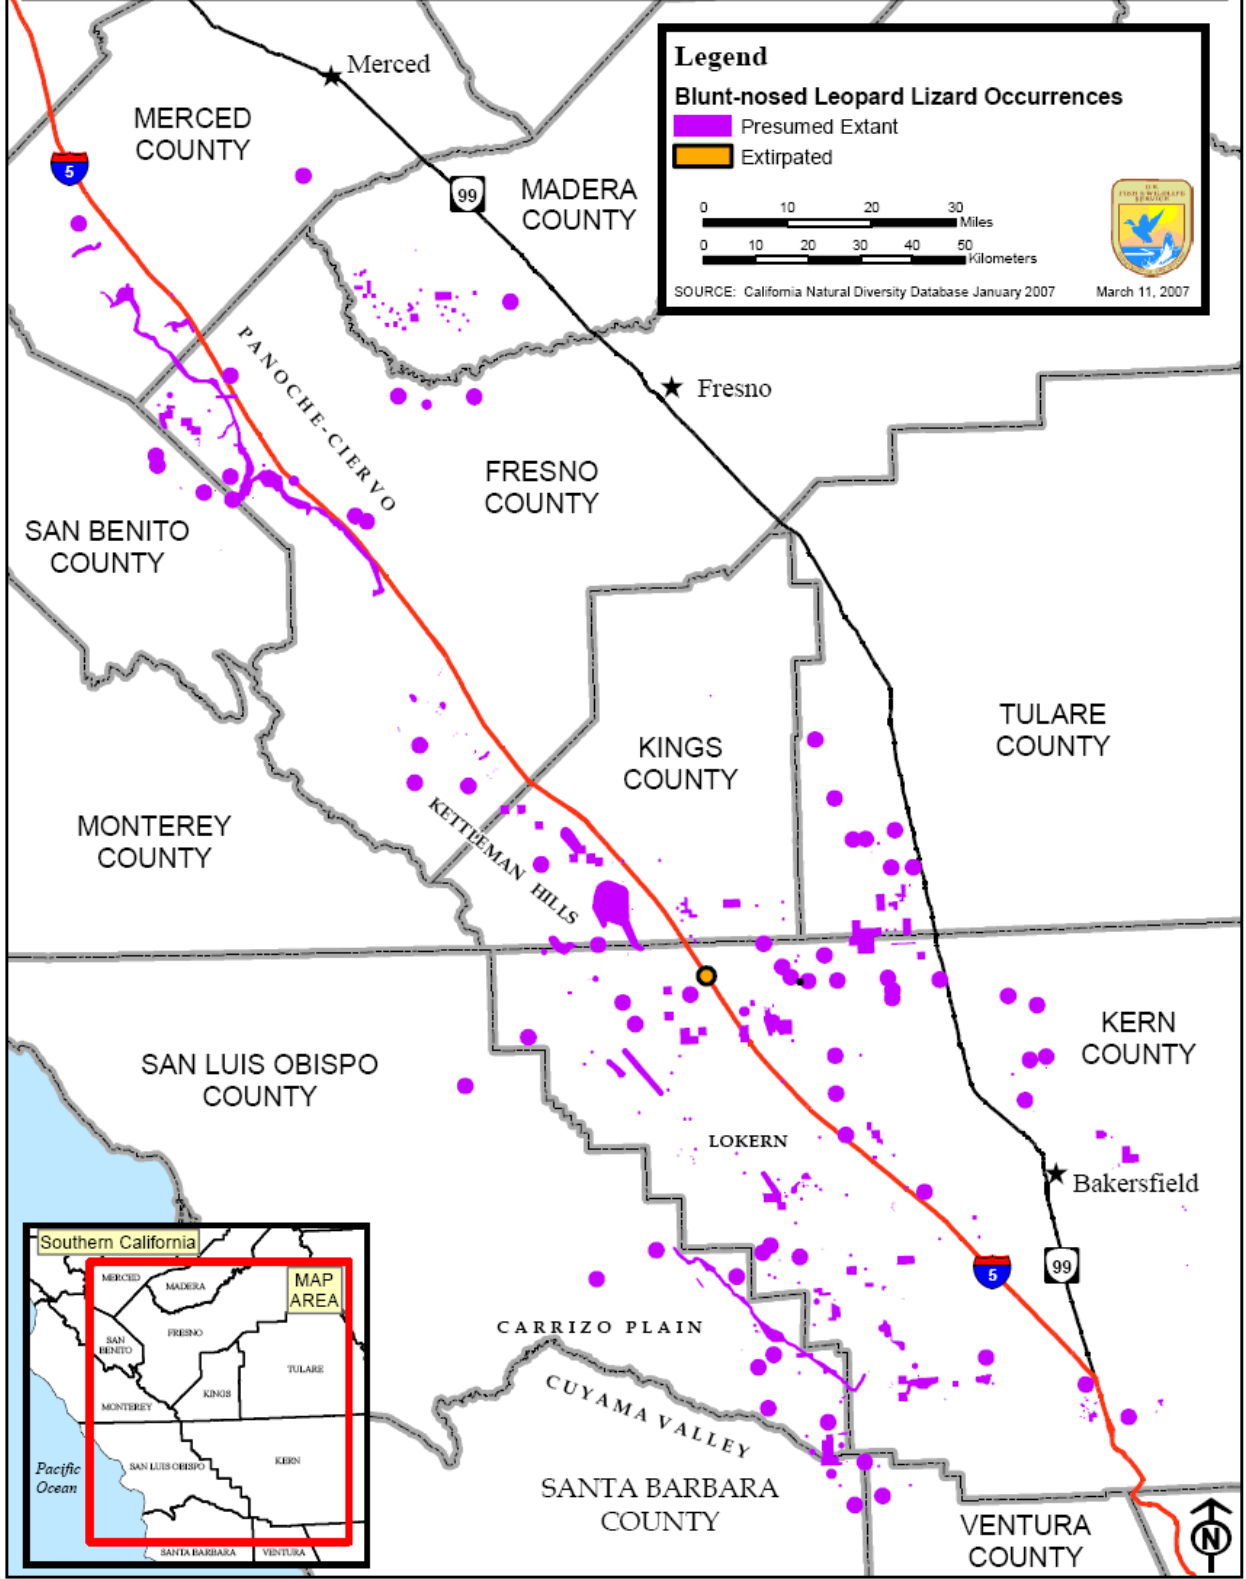 Merced
MERCED
COUNTY
5
99
MADERA
COUNTY
Legend
Blunt-nosed Leopard Lizard Occurrences
Presumed Extant
Extirpated
0 10 20 30
Miles
0 10 20 30 40 50
Kilometers
U.S.
FISH & WILDLIFE
SERVICE
SOURCE: California Natural Diversity Database January 2007 March 11, 2007
PANOCHE-CIERVO
Fresno
FRESNO
COUNTY
SAN BENITO
COUNTY
TULARE
COUNTY
KINGS
COUNTY
MONTEREY
COUNTY
KETTLEMAN HILLS
KERN
COUNTY
SAN LUIS OBISPO
COUNTY
LOKERN
Bakersfield
5
99
CARRIZO PLAIN
CUYAMA VALLEY
SANTA BARBARA
COUNTY
VENTURA
COUNTY
N
Southern California
MAP
AREA
MERCED
MADERA
SAN
BENITO
FRESNO
TULARE
KINGS
MONTEREY
SAN LUIS OBISPO
KERN
Pacific
Ocean
SANTA BARBARA
VENTURA